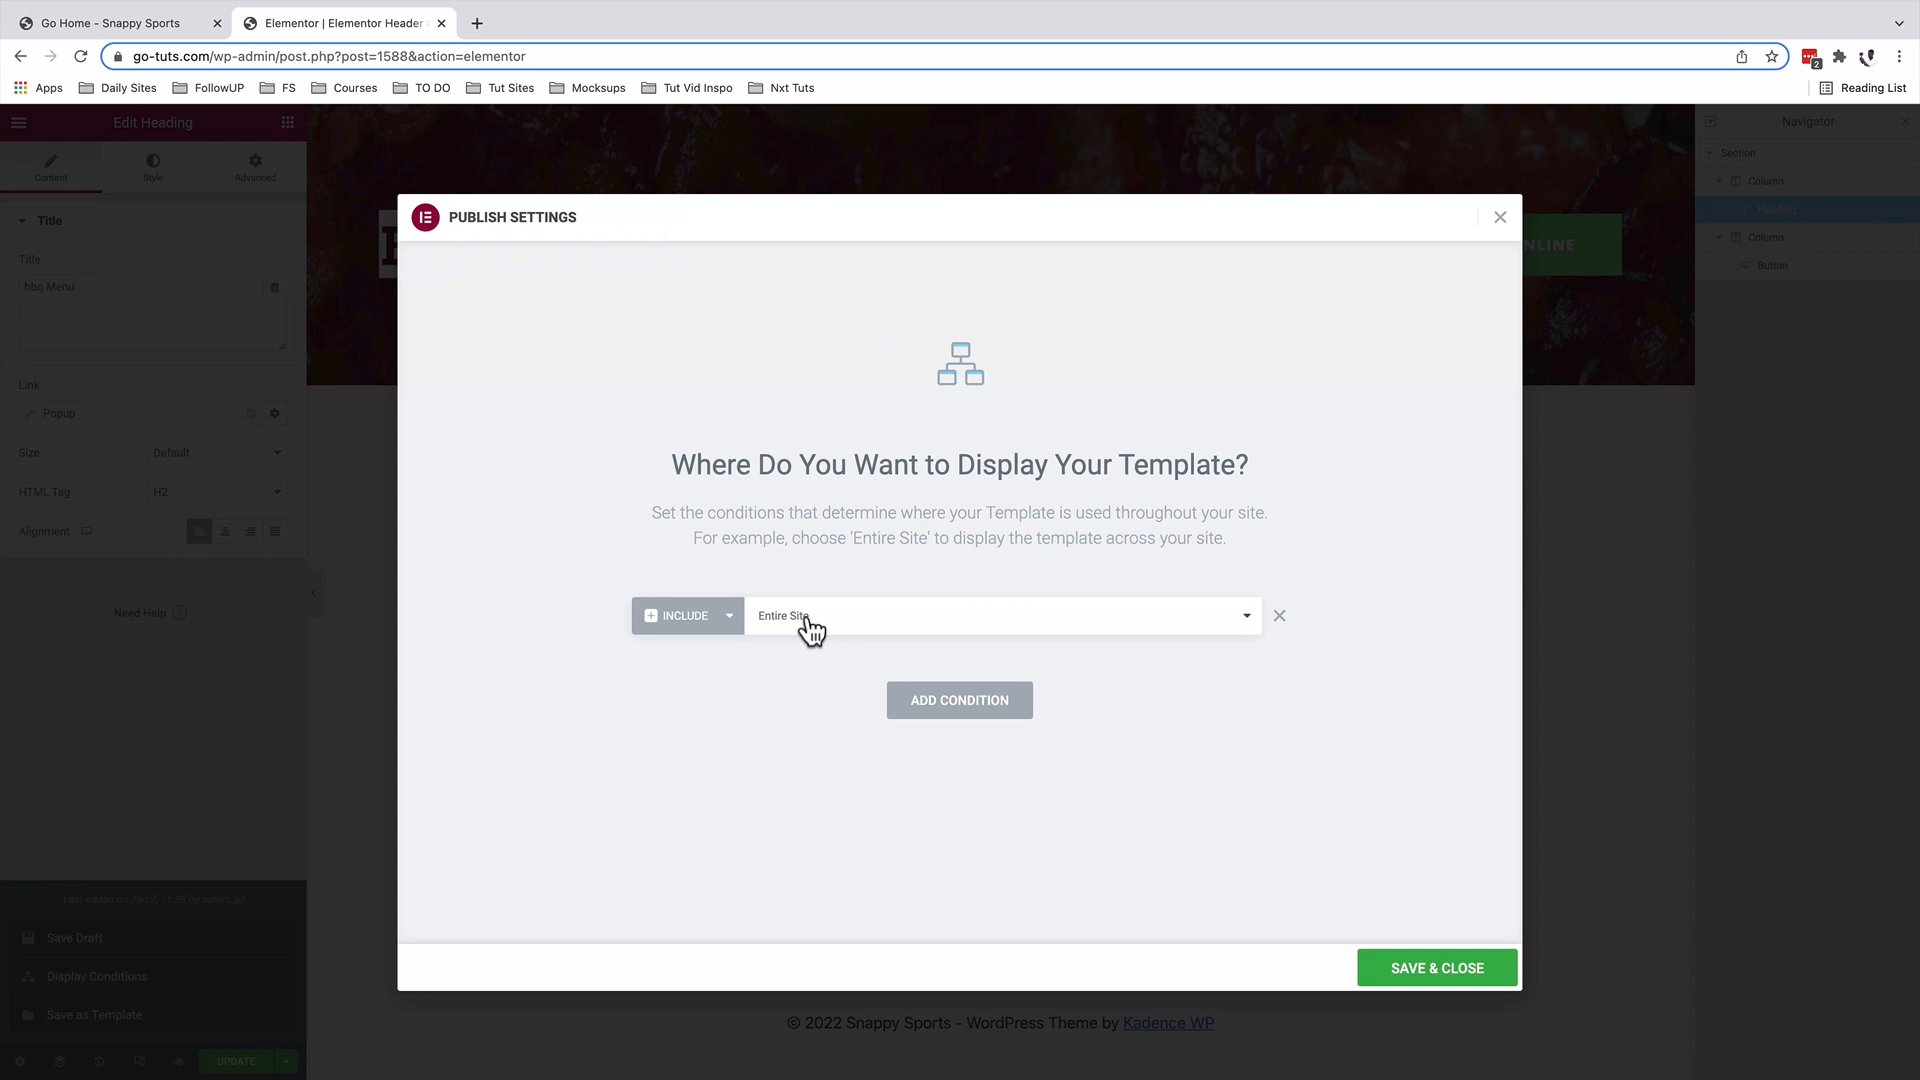 Go Home - Snappy Sports
Elementor | Elementor Header
go-tuts.com/wp-admin/post.php?post=1588&action=elementor
2
Apps
Daily Sites
FollowUP
FS
Courses
TO DO
Tut Sites
Mocksups
Tut Vid Inspo
Nxt Tuts
Reading List
Edit Heading
Navigator
Content
Style
Advanced
Section
Column
Heading
Column
Button
Title
Title
bbq Menu
Link
Popup
Size
Default
HTML Tag
H2
Alignment
Need Help
NLINE
PUBLISH SETTINGS
Where Do You Want to Display Your Template?
Set the conditions that determine where your Template is used throughout your site.
For example, choose 'Entire Site' to display the template across your site.
INCLUDE
Entire Site
ADD CONDITION
SAVE & CLOSE
Last edited on Jan 7, 11:35 by admin go
Save Draft
Display Conditions
Save as Template
UPDATE
© 2022 Snappy Sports - WordPress Theme by Kadence WP